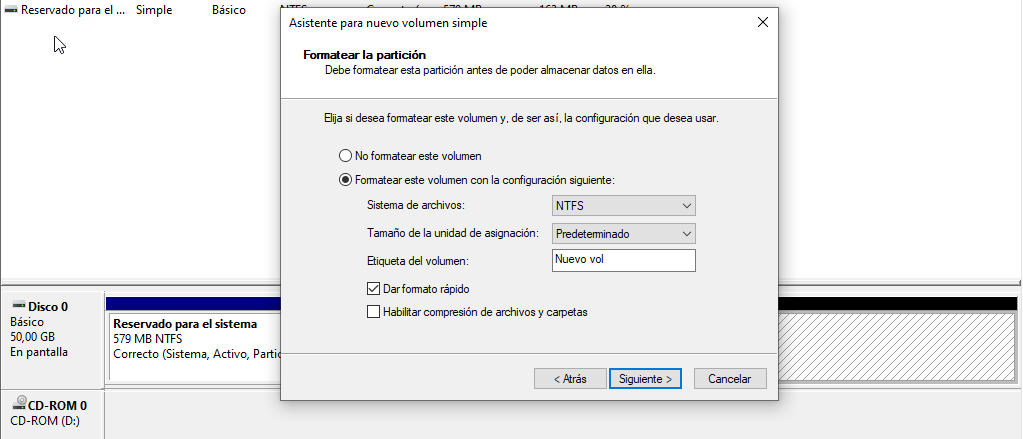 Reservado para el ... Simple Básico
Asistente para nuevo volumen simple
Formatear la partición
Debe formatear esta partición antes de poder almacenar datos en ella.
Elija si desea formatear este volumen y, de ser así, la configuración que desea usar.
No formatear este volumen
Formatear este volumen con la configuración siguiente:
Sistema de archivos: NTFS
Tamaño de la unidad de asignación: Predeterminado
Etiqueta del volumen: Nuevo vol
Dar formato rápido
Habilitar compresión de archivos y carpetas
< Atrás Siguiente > Cancelar
Disco 0
Básico
50,00 GB
En pantalla
Reservado para el sistema
579 MB NTFS
Correcto (Sistema, Activo, Partic
CD-ROM 0
CD-ROM (D:)